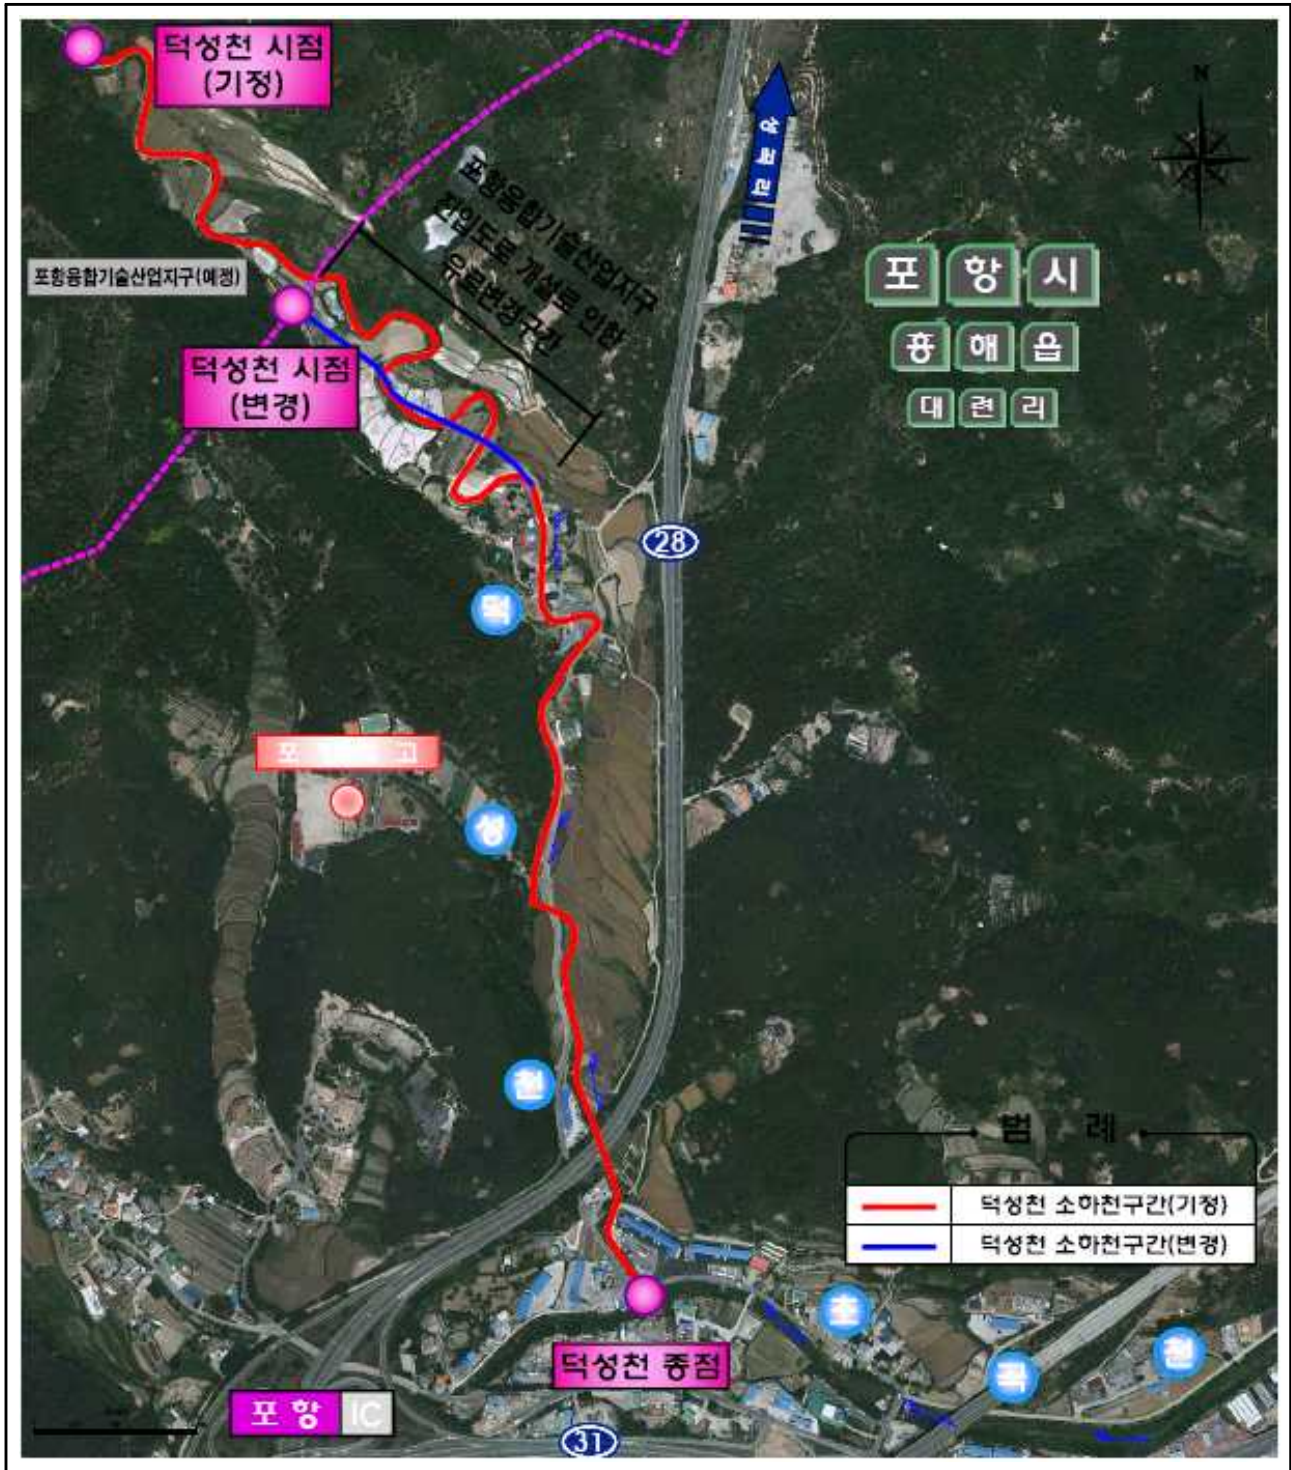 덕성천 시점
(기정)
N
성곡리
포항융합기술산업지구
진입도로 개설로 인한
유로변경구간
포항시
흥해읍
대련리
포항융합기술산업지구(예정)
덕성천 시점
(변경)
28
덕
성
천
범 례
덕성천 소하천구간(기정)
덕성천 소하천구간(변경)
초
곡
천
덕성천 종점
포항 IC
31